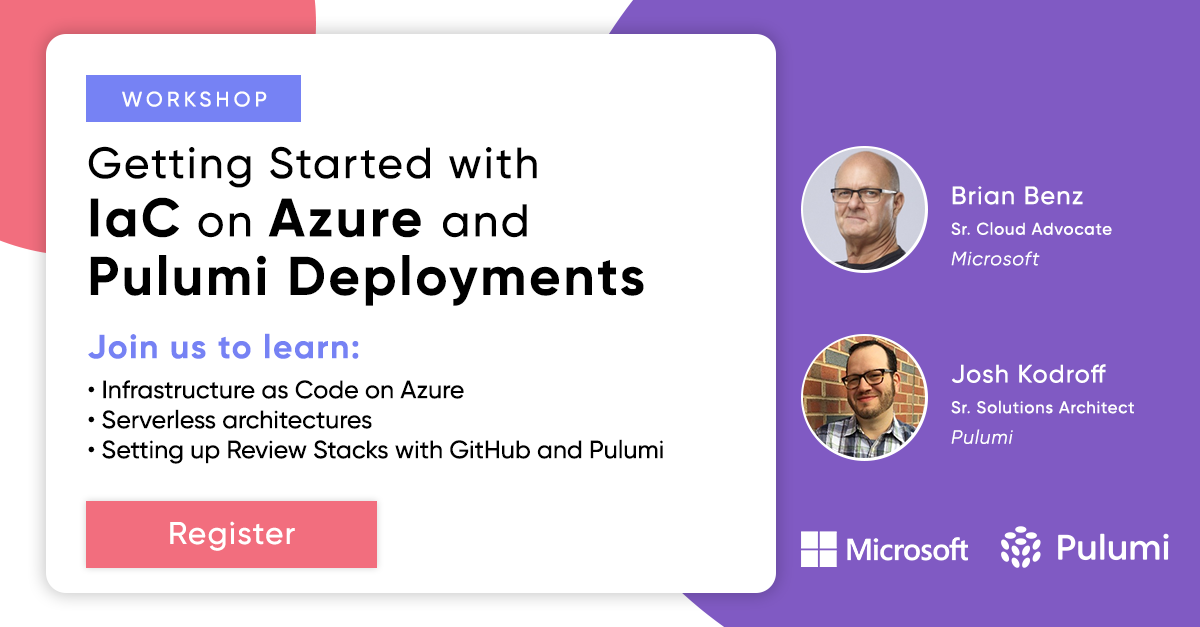 WORKSHOP
Getting Started with
IaC on Azure and
Pulumi Deployments
Join us to learn:
• Infrastructure as Code on Azure
• Serverless architectures
• Setting up Review Stacks with GitHub and Pulumi
Register
Brian Benz
Sr. Cloud Advocate
Microsoft
Josh Kodroff
Sr. Solutions Architect
Pulumi
Microsoft
Pulumi